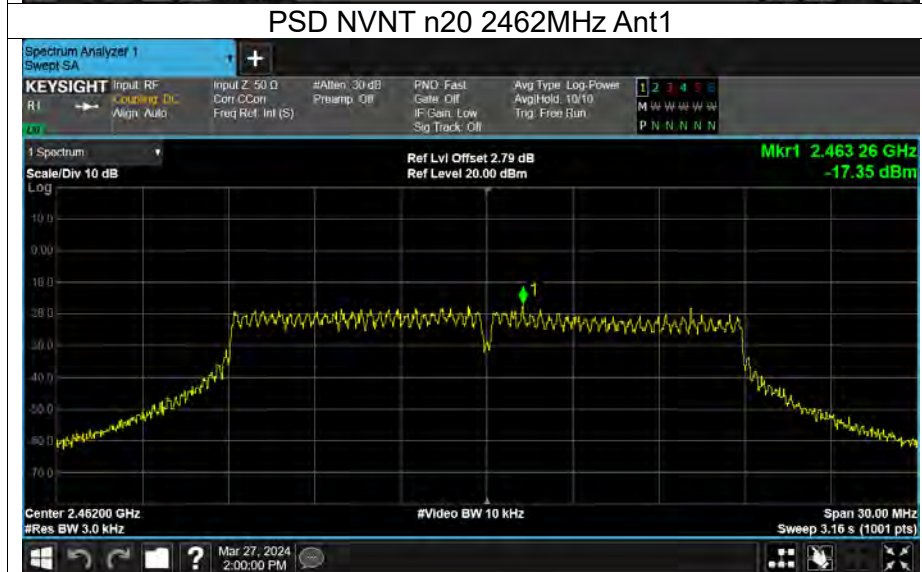 PSD NVNT n20 2462MHz Ant1
Spectrum Analyzer 1
Swept SA
+
KEYSIGHT Input: RF Input Z: 50 Ω #Atten: 30 dB PNO: Fast Avg Type: Log-Power 1 2 3 4 5 6
Coupling: DC Corr CCorr Preamp: Off Gate: Off Avg|Hold: 10/10 M W W W W W
Align: Auto Freq Ref: Int (S) IF Gain: Low Trig: Free Run
Sig Track: Off P N N N N N
1 Spectrum Ref Lvl Offset 2.79 dB Mkr1 2.463 26 GHz
Scale/Div 10 dB Ref Level 20.00 dBm -17.35 dBm
Log
10.0
0.00
-10.0
1
-20.0
-30.0
-40.0
-50.0
-60.0
-70.0
Center 2.46200 GHz #Video BW 10 kHz Span 30.00 MHz
#Res BW 3.0 kHz Sweep 3.16 s (1001 pts)
? Mar 27, 2024
2:00:00 PM